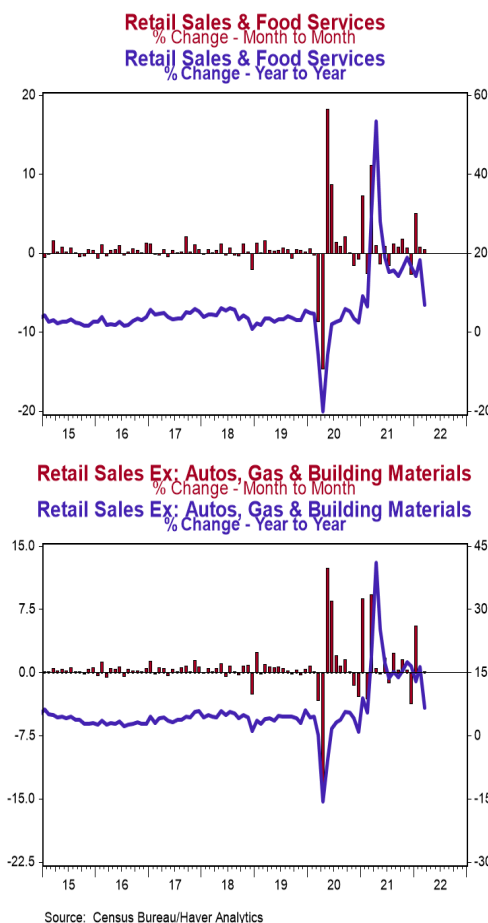 Retail Sales & Food Services
% Change - Month to Month
Retail Sales & Food Services
% Change - Year to Year
20 60
10 40
0 20
-10 0
-20 -20
15 16 17 18 19 20 21 22
Retail Sales Ex: Autos, Gas & Building Materials
% Change - Month to Month
Retail Sales Ex: Autos, Gas & Building Materials
% Change - Year to Year
15.0 45
7.5 30
0.0 15
-7.5 0
-15.0 -15
-22.5 -30
15 16 17 18 19 20 21 22
Source: Census Bureau/Haver Analytics